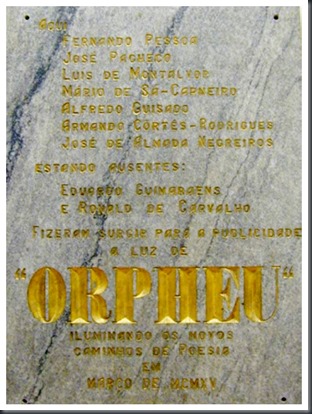 Aqui
Fernando Pessoa
José Pacheco
Luis de Montalvor
Mário de Sá-Carneiro
Alfredo Guisado
Armando Côrtes-Rodrigues
José de Almada Negreiros
estando ausentes:
Eduardo Guimaraens
e Ronald de Carvalho
Fizeram surgir para a publicidade
a luz de
"ORPHEU"
iluminando os novos
caminhos de Poesia
em
Março de MCMXV